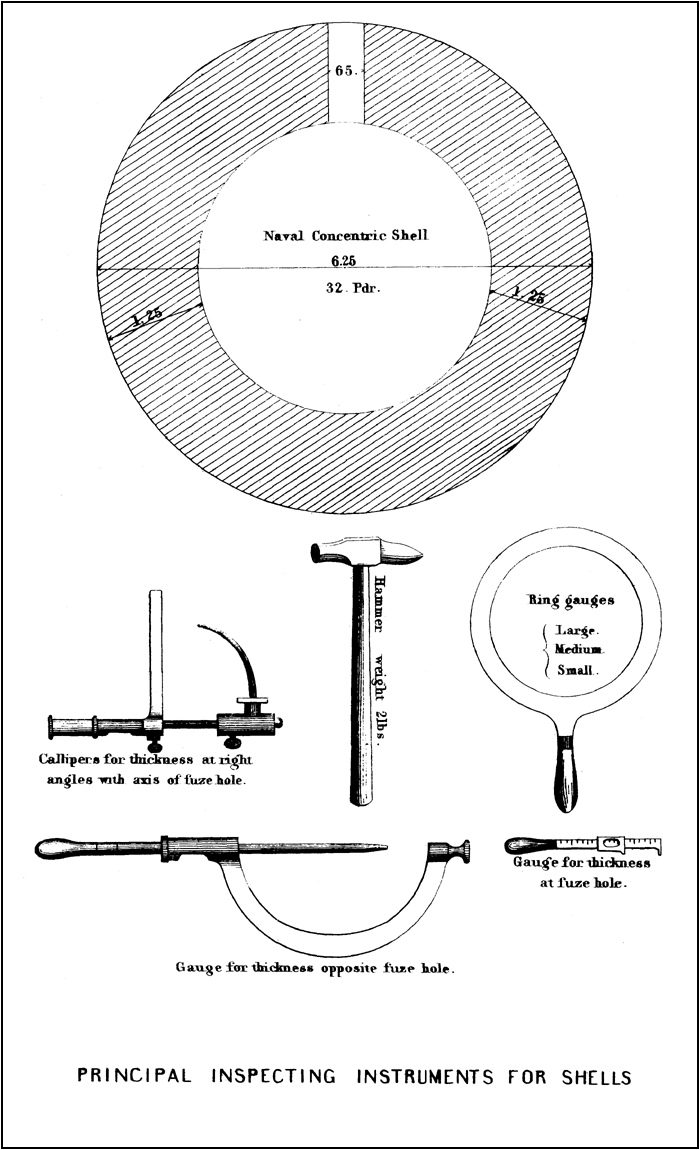 65.
Naval Concentric Shell
6.25
32. Pdr.
1,25
1,25
Hammer weight 2lbs.
Ring gauges
Large.
Medium.
Small.
Callipers for thickness at right
angles with axis of fuze hole.
Gauge for thickness
at fuze hole.
Gauge for thickness opposite fuze hole.
PRINCIPAL INSPECTING INSTRUMENTS FOR SHELLS